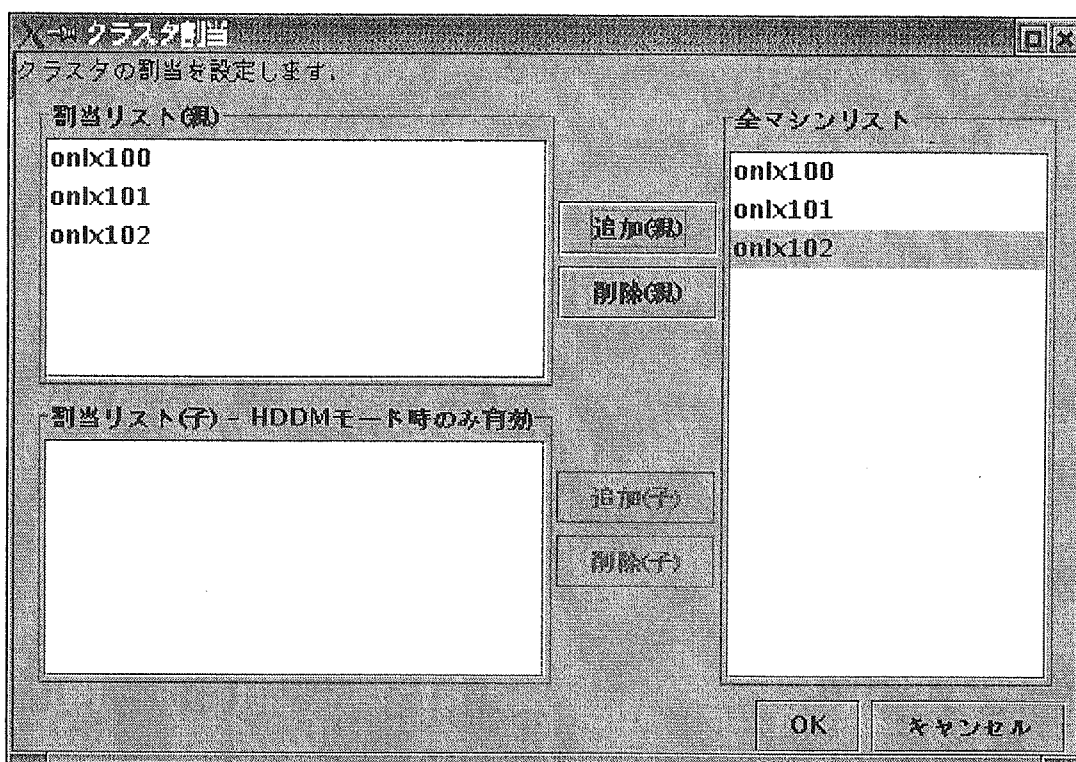 クラスタ割当
クラスタの割当を設定します.
割当リスト(親)
onlx100
onlx101
onlx102
追加(親)
削除(親)
全マシンリスト
onlx100
onlx101
onlx102
割当リスト(子) - HDDMモード時のみ有効
追加(子)
削除(子)
OK
キャンセル